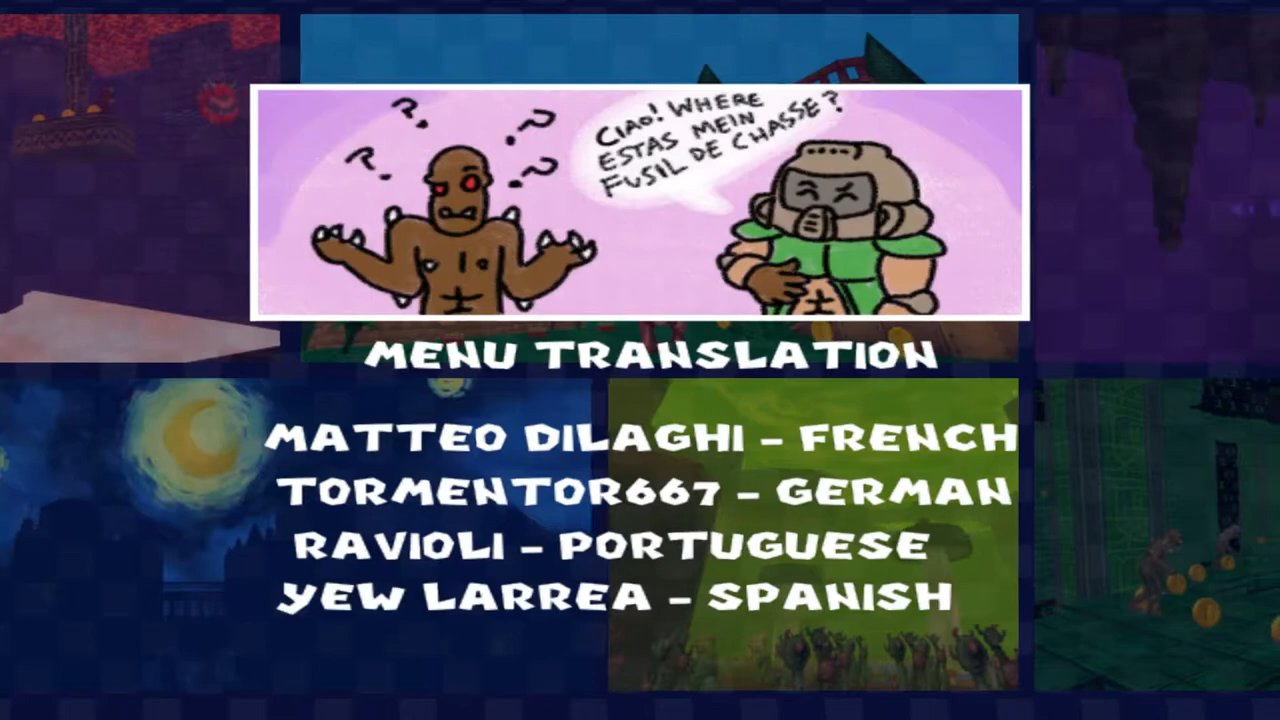 CIAO! WHERE
ESTAS MEIN
FUSIL DE CHASSE?
MENU TRANSLATION
MATTEO DILAGHI - FRENCH
TORMENTOR667 - GERMAN
RAVIOLI - PORTUGUESE
YEW LARREA - SPANISH